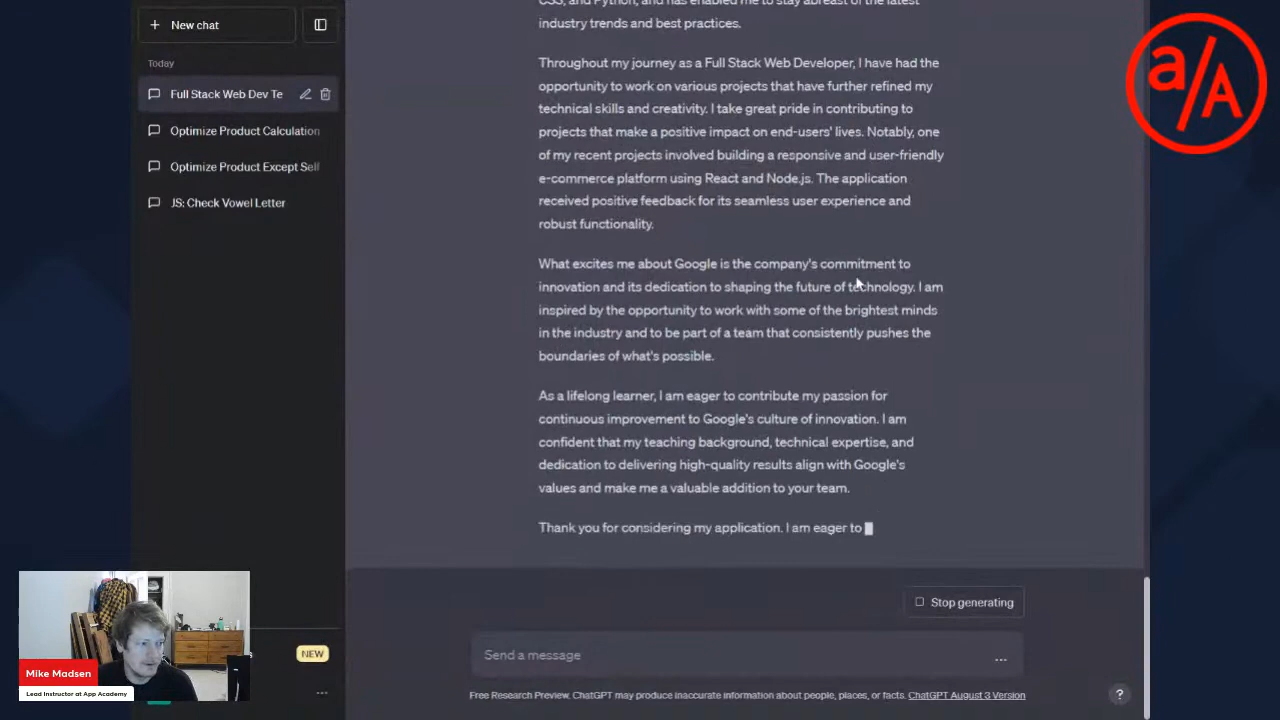 New chat
Today
Full Stack Web Dev Te
Optimize Product Calculation
Optimize Product Except Self
JS: Check Vowel Letter
CSS, and Python, and has enabled me to stay abreast of the latest
industry trends and best practices.
Throughout my journey as a Full Stack Web Developer, I have had the
opportunity to work on various projects that have further refined my
technical skills and creativity. I take great pride in contributing to
projects that make a positive impact on end-users' lives. Notably, one
of my recent projects involved building a responsive and user-friendly
e-commerce platform using React and Node.js. The application
received positive feedback for its seamless user experience and
robust functionality.
What excites me about Google is the company's commitment to
innovation and its dedication to shaping the future of technology. I am
inspired by the opportunity to work with some of the brightest minds
in the industry and to be part of a team that consistently pushes the
boundaries of what's possible.
As a lifelong learner, I am eager to contribute my passion for
continuous improvement to Google's culture of innovation. I am
confident that my teaching background, technical expertise, and
dedication to delivering high-quality results align with Google's
values and make me a valuable addition to your team.
Thank you for considering my application. I am eager to
Stop generating
Send a message
...
Free Research Preview. ChatGPT may produce inaccurate information about people, places, or facts. ChatGPT August 3 Version
?
NEW
...
Mike Madsen
Lead Instructor at App Academy
a/A